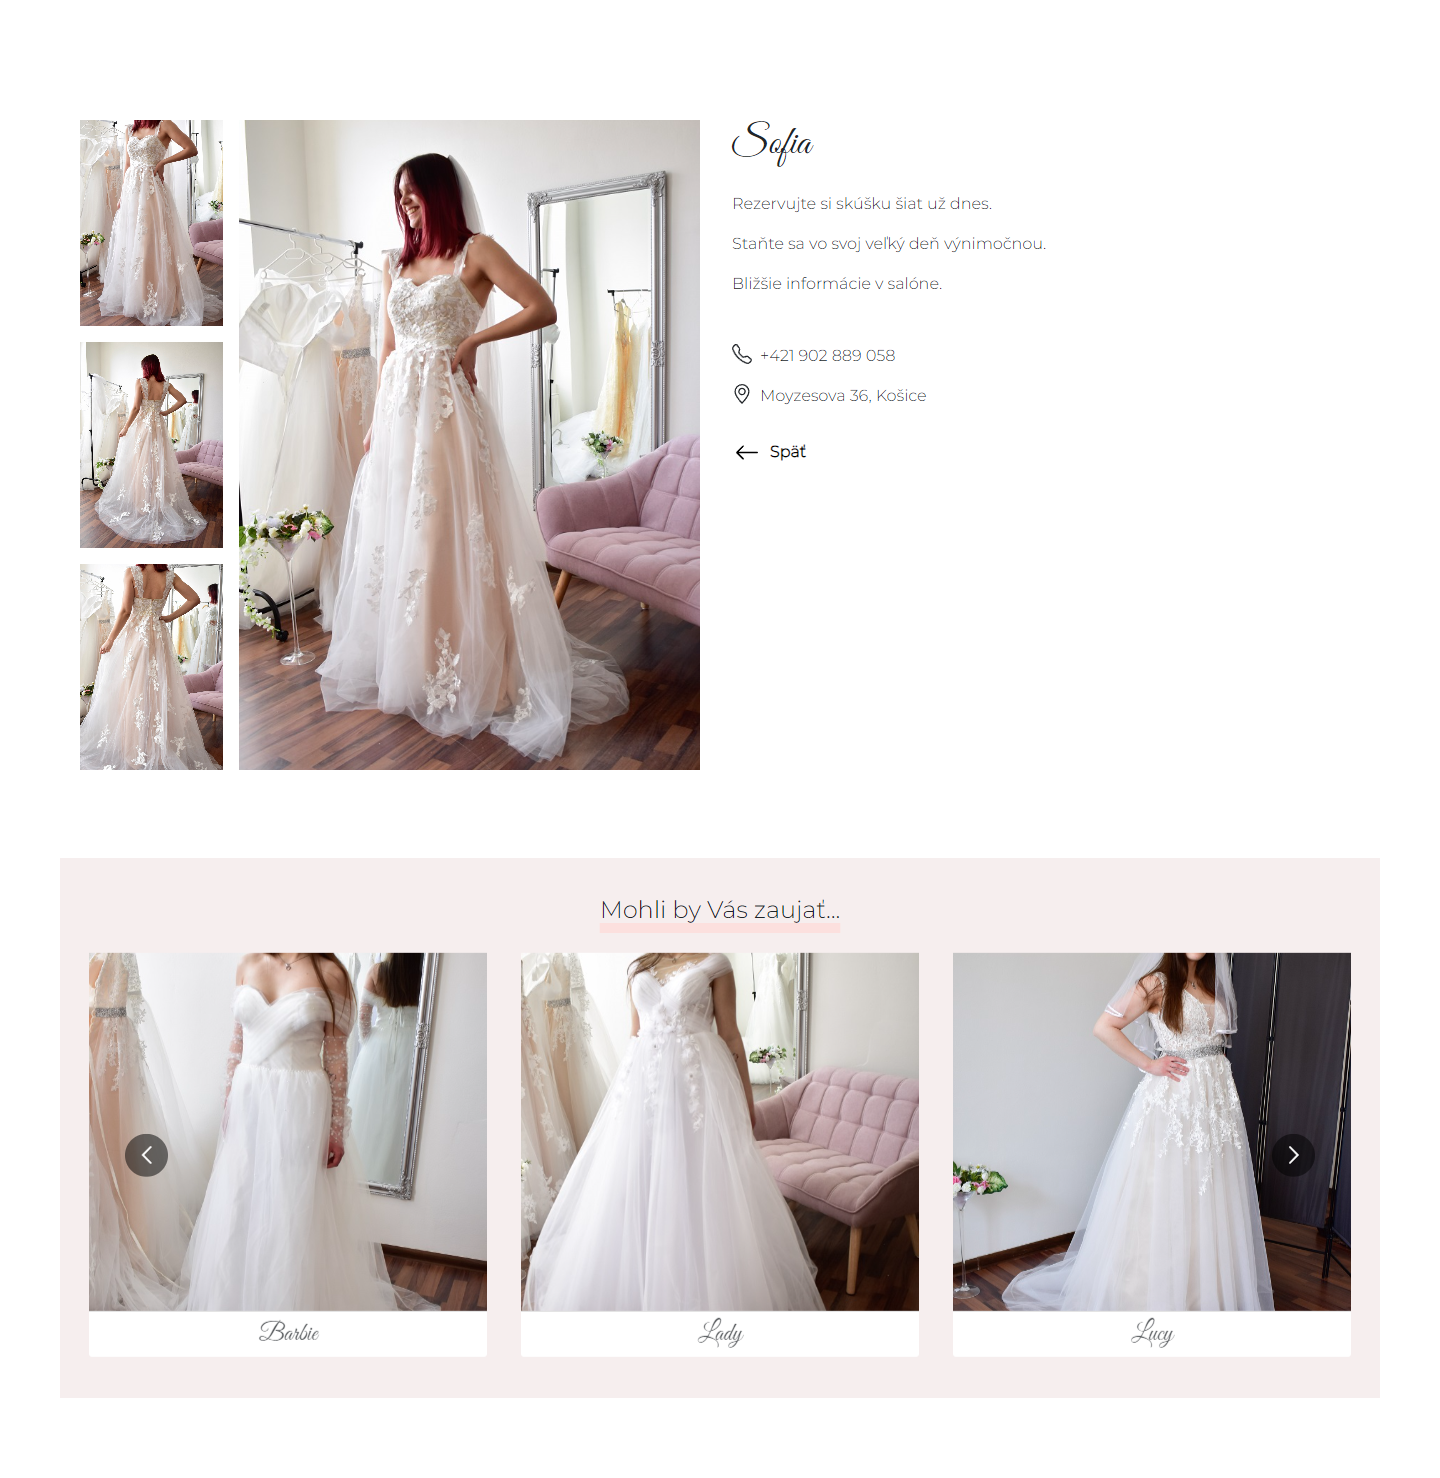 Sofia
Rezervujte si skúšku šiat už dnes.
Staňte sa vo svoj veľký deň výnimočnou.
Bližšie informácie v salóne.
+421 902 889 058
Moyzesova 36, Košice
Späť
Mohli by Vás zaujať...
Barbie
Lady
Lucy